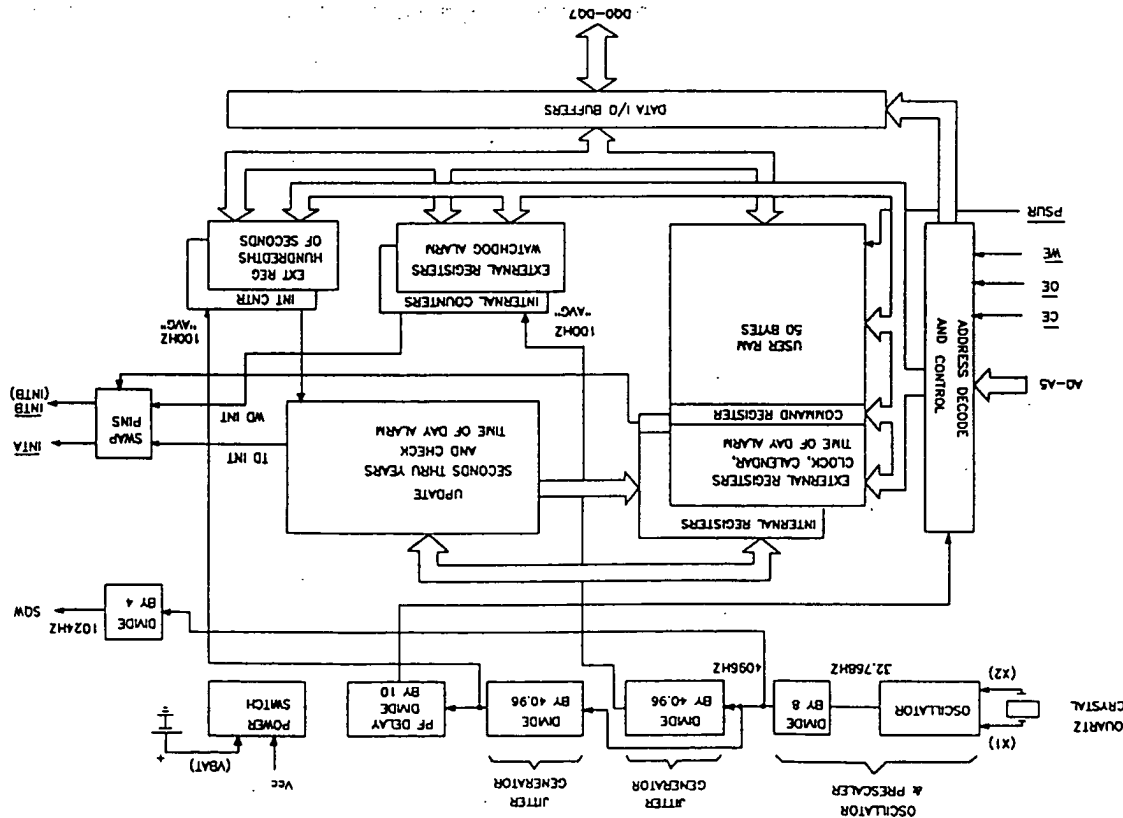 OSCILLATOR
& PRESCALER
JITTER
GENERATOR
JITTER
GENERATOR
Vcc
(VBAT)
+
QUARTZ
CRYSTAL
(X1)
(X2)
OSCILLATOR
DIVIDE
BY 8
DIVIDE
BY 40.96
DIVIDE
BY 40.96
PF DELAY
DIVIDE
BY 10
POWER
SWITCH
32.768HZ
4096HZ
DIVIDE
BY 4
1024HZ
SQW
INTERNAL REGISTERS
EXTERNAL REGISTERS
CLOCK, CALENDAR,
TIME OF DAY ALARM
COMMAND REGISTER
USER RAM
50 BYTES
UPDATE
SECONDS THRU YEARS
AND CHECK
TIME OF DAY ALARM
TD INT
WD INT
SWAP
PINS
INTA
INTB
(INTB)
A0-A5
CE
OE
WE
PSUR
ADDRESS DECODE
AND CONTROL
100HZ
"AVG"
100HZ
"AVG"
INTERNAL COUNTERS
EXTERNAL REGISTERS
WATCHDOG ALARM
INT CNTR
EXT REG
HUNDREDTHS
OF SECONDS
DATA I/O BUFFERS
DQ0-DQ7